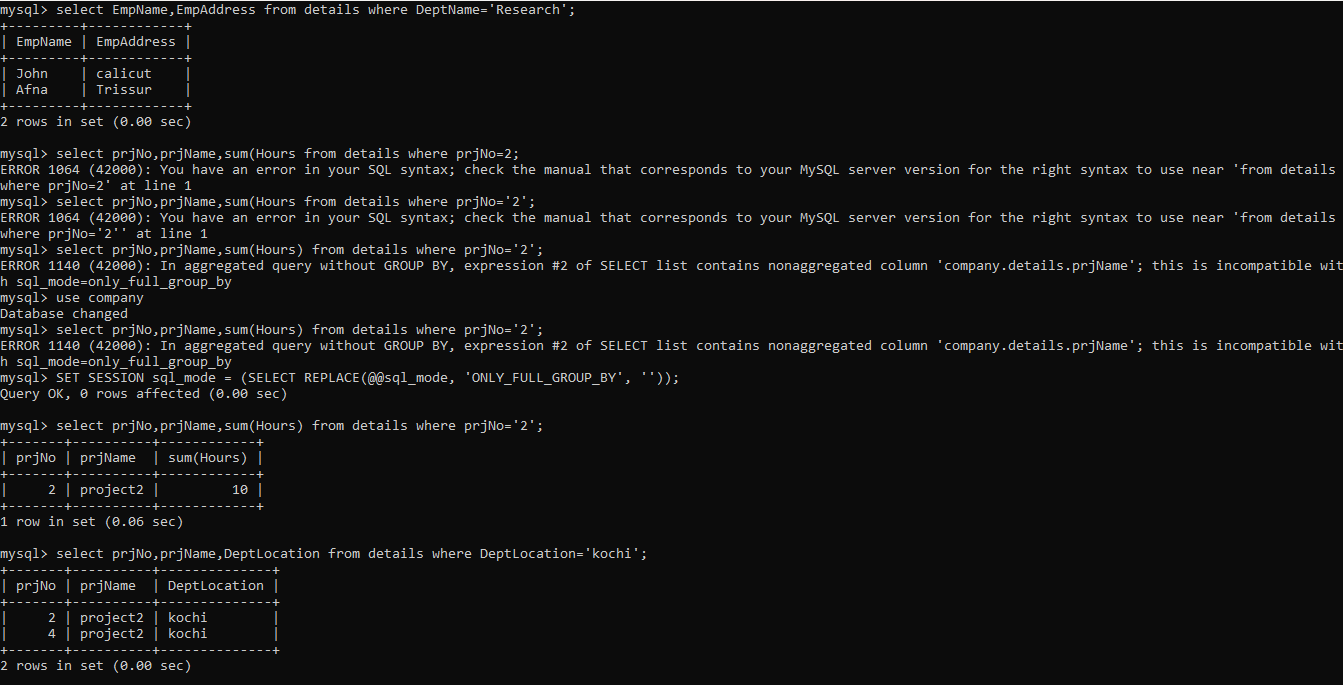 mysql> select EmpName,EmpAddress from details where DeptName='Research';
+---------+------------+
| EmpName | EmpAddress |
+---------+------------+
| John    | calicut    |
| Afna    | Trissur    |
+---------+------------+
2 rows in set (0.00 sec)

mysql> select prjNo,prjName,sum(Hours from details where prjNo=2;
ERROR 1064 (42000): You have an error in your SQL syntax; check the manual that corresponds to your MySQL server version for the right syntax to use near 'from details
where prjNo=2' at line 1
mysql> select prjNo,prjName,sum(Hours from details where prjNo='2';
ERROR 1064 (42000): You have an error in your SQL syntax; check the manual that corresponds to your MySQL server version for the right syntax to use near 'from details
where prjNo='2'' at line 1
mysql> select prjNo,prjName,sum(Hours) from details where prjNo='2';
ERROR 1140 (42000): In aggregated query without GROUP BY, expression #2 of SELECT list contains nonaggregated column 'company.details.prjName'; this is incompatible wit
h sql_mode=only_full_group_by
mysql> use company
Database changed
mysql> select prjNo,prjName,sum(Hours) from details where prjNo='2';
ERROR 1140 (42000): In aggregated query without GROUP BY, expression #2 of SELECT list contains nonaggregated column 'company.details.prjName'; this is incompatible wit
h sql_mode=only_full_group_by
mysql> SET SESSION sql_mode = (SELECT REPLACE(@@sql_mode, 'ONLY_FULL_GROUP_BY', ''));
Query OK, 0 rows affected (0.00 sec)

mysql> select prjNo,prjName,sum(Hours) from details where prjNo='2';
+-------+----------+------------+
| prjNo | prjName  | sum(Hours) |
+-------+----------+------------+
|     2 | project2 |         10 |
+-------+----------+------------+
1 row in set (0.06 sec)

mysql> select prjNo,prjName,DeptLocation from details where DeptLocation='kochi';
+-------+----------+--------------+
| prjNo | prjName  | DeptLocation |
+-------+----------+--------------+
|     2 | project2 | kochi        |
|     4 | project2 | kochi        |
+-------+----------+--------------+
2 rows in set (0.00 sec)